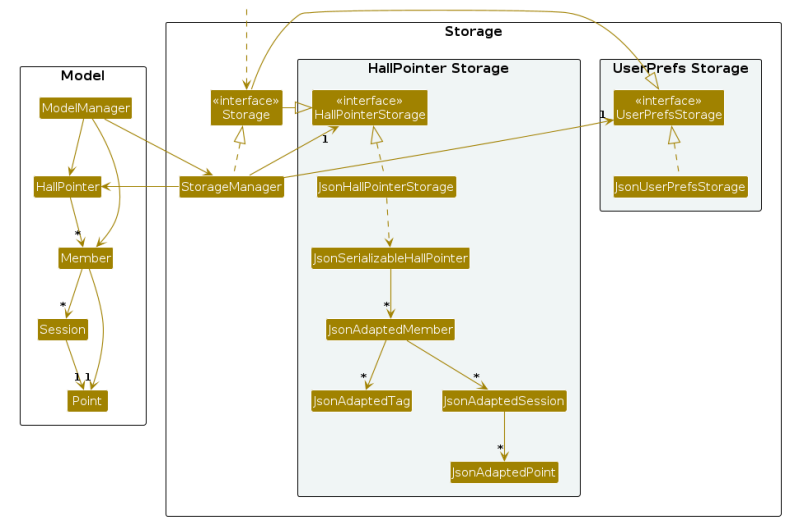 Storage
Model
HallPointer Storage
UserPrefs Storage
ModelManager
«interface»
Storage
«interface»
HallPointerStorage
«interface»
UserPrefsStorage
1
1
HallPointer
StorageManager
JsonHallPointerStorage
JsonUserPrefsStorage
*
Member
JsonSerializableHallPointer
*
*
Session
JsonAdaptedMember
1
1
*
*
Point
JsonAdaptedTag
JsonAdaptedSession
*
JsonAdaptedPoint